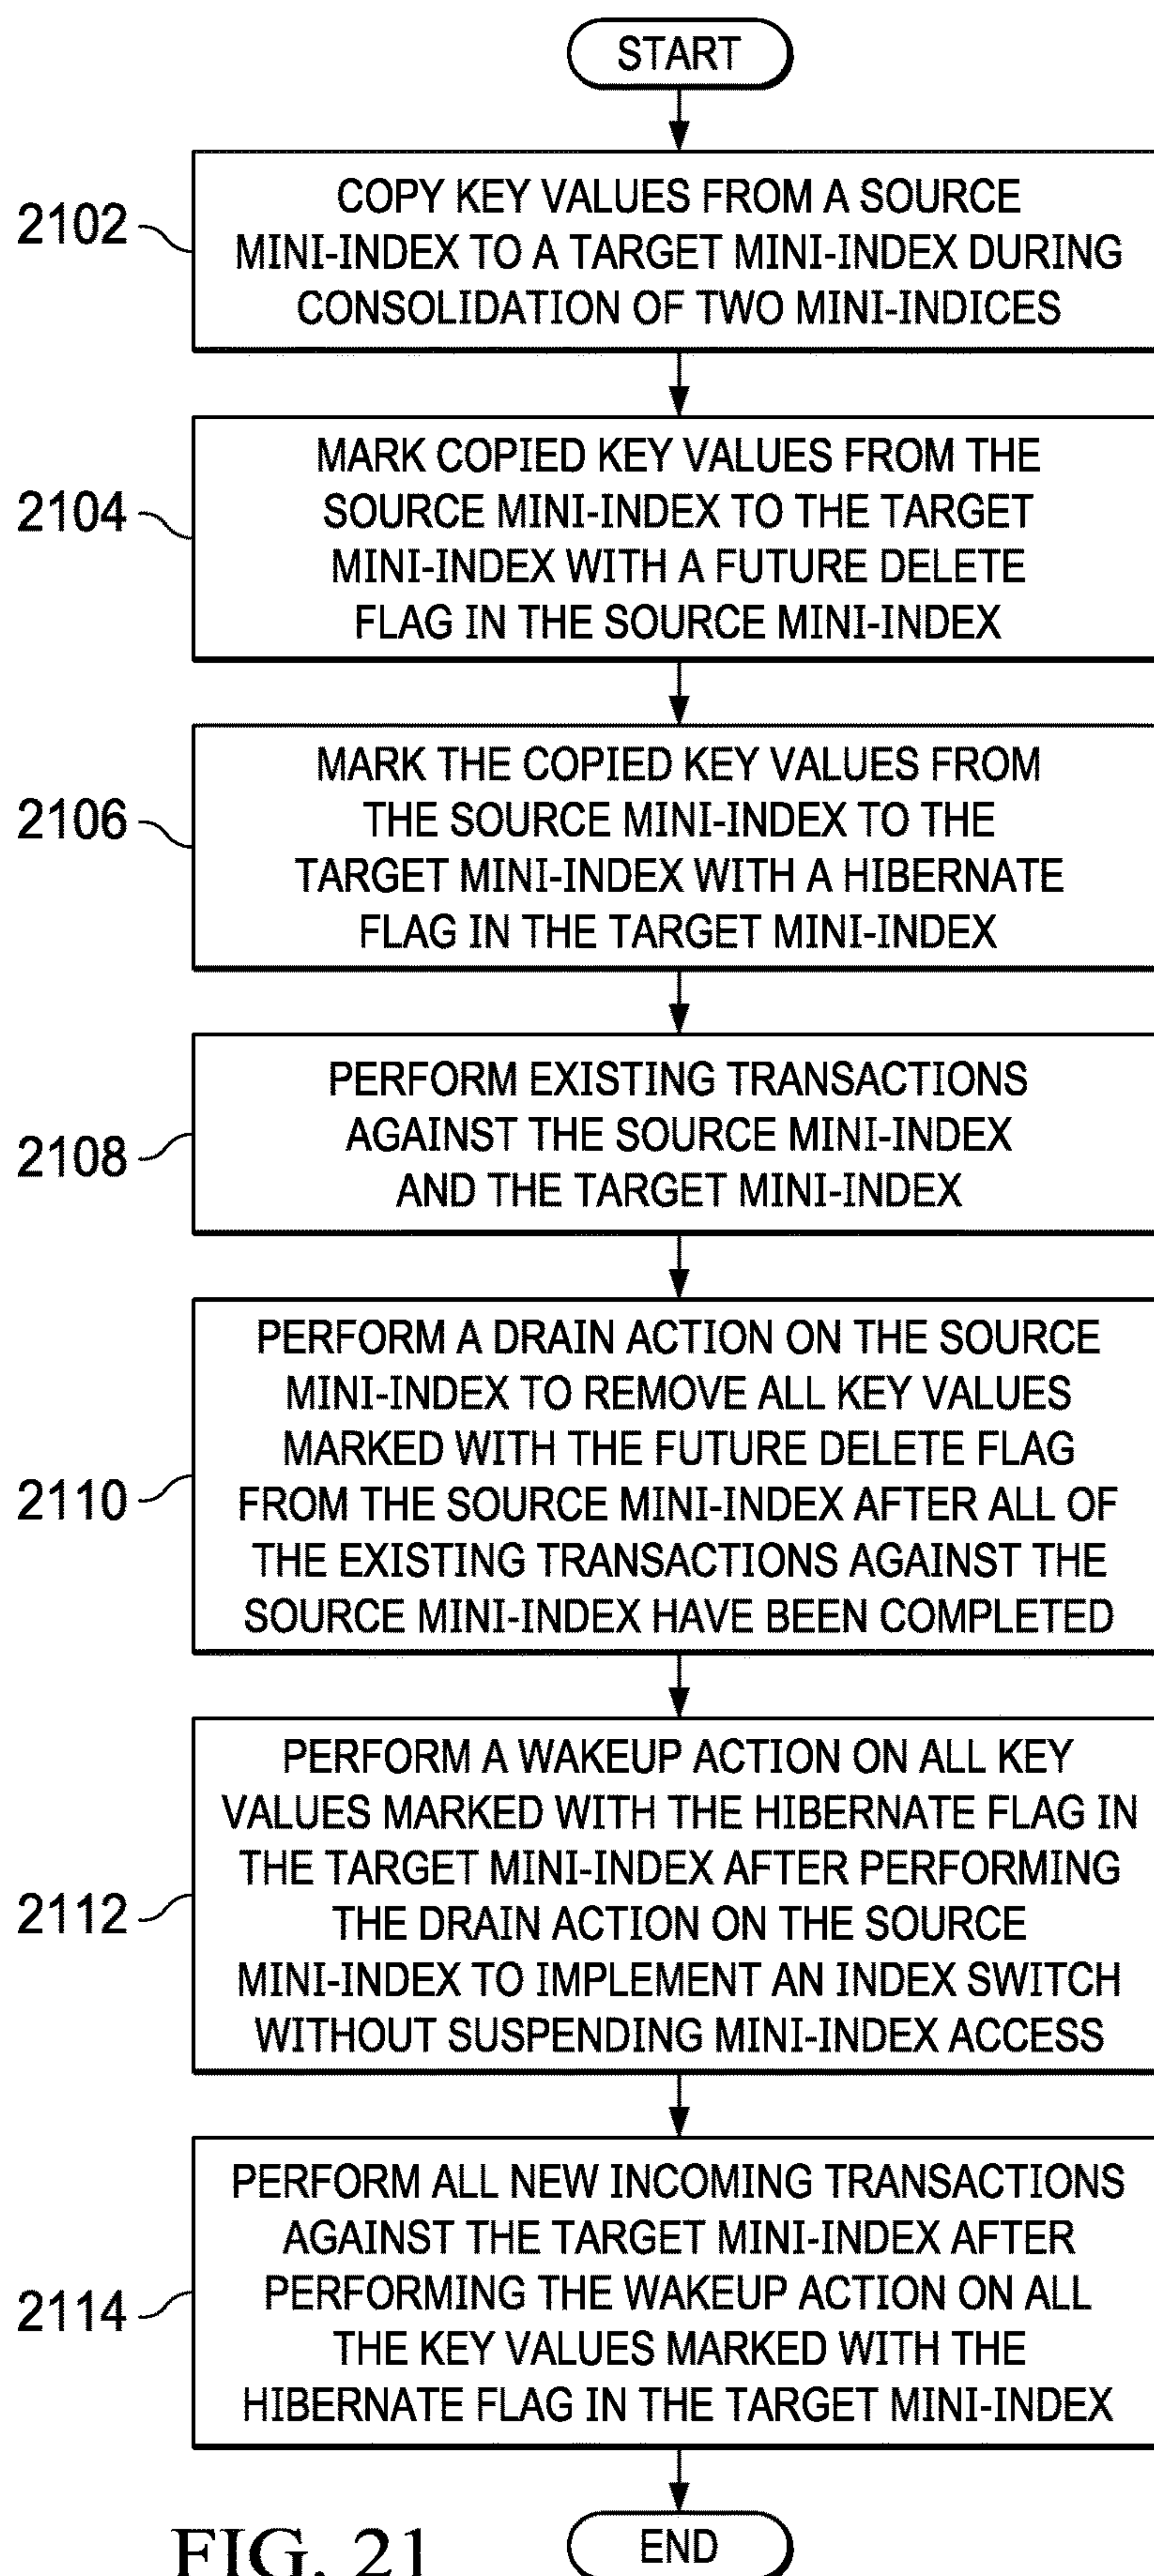 START
2102
COPY KEY VALUES FROM A SOURCE
MINI-INDEX TO A TARGET MINI-INDEX DURING
CONSOLIDATION OF TWO MINI-INDICES
2104
MARK COPIED KEY VALUES FROM THE
SOURCE MINI-INDEX TO THE TARGET
MINI-INDEX WITH A FUTURE DELETE
FLAG IN THE SOURCE MINI-INDEX
2106
MARK THE COPIED KEY VALUES FROM
THE SOURCE MINI-INDEX TO THE
TARGET MINI-INDEX WITH A HIBERNATE
FLAG IN THE TARGET MINI-INDEX
2108
PERFORM EXISTING TRANSACTIONS
AGAINST THE SOURCE MINI-INDEX
AND THE TARGET MINI-INDEX
2110
PERFORM A DRAIN ACTION ON THE SOURCE
MINI-INDEX TO REMOVE ALL KEY VALUES
MARKED WITH THE FUTURE DELETE FLAG
FROM THE SOURCE MINI-INDEX AFTER ALL OF
THE EXISTING TRANSACTIONS AGAINST THE
SOURCE MINI-INDEX HAVE BEEN COMPLETED
2112
PERFORM A WAKEUP ACTION ON ALL KEY
VALUES MARKED WITH THE HIBERNATE FLAG IN
THE TARGET MINI-INDEX AFTER PERFORMING
THE DRAIN ACTION ON THE SOURCE
MINI-INDEX TO IMPLEMENT AN INDEX SWITCH
WITHOUT SUSPENDING MINI-INDEX ACCESS
2114
PERFORM ALL NEW INCOMING TRANSACTIONS
AGAINST THE TARGET MINI-INDEX AFTER
PERFORMING THE WAKEUP ACTION ON ALL
THE KEY VALUES MARKED WITH THE
HIBERNATE FLAG IN THE TARGET MINI-INDEX
END
FIG. 21